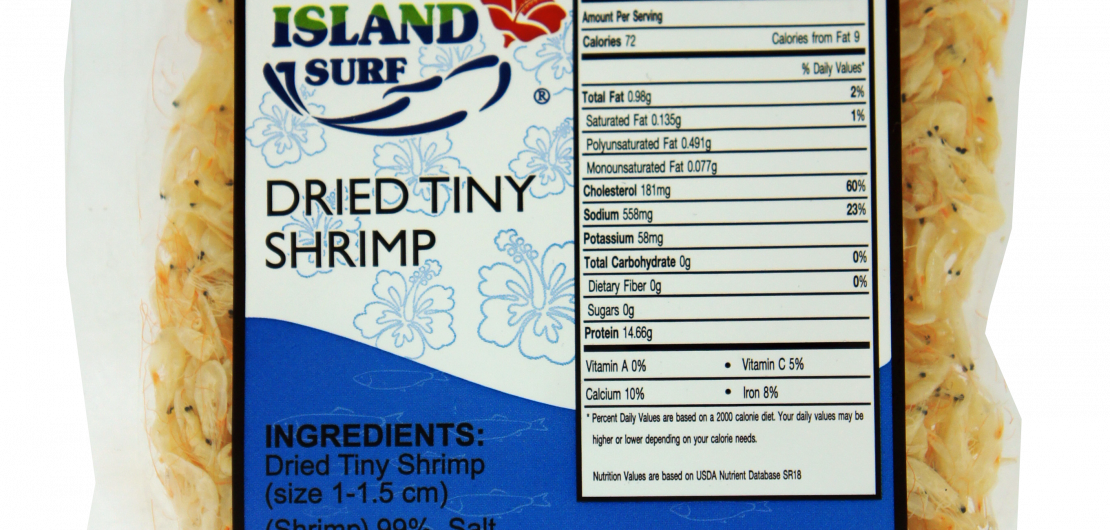 ISLAND
SURF
®
DRIED TINY
SHRIMP
INGREDIENTS:
Dried Tiny Shrimp
(size 1-1.5 cm)
(Shrimp) 99%, Salt
Amount Per Serving
Calories 72 Calories from Fat 9
% Daily Values*
Total Fat 0.98g 2%
Saturated Fat 0.135g 1%
Polyunsaturated Fat 0.491g
Monounsaturated Fat 0.077g
Cholesterol 181mg 60%
Sodium 558mg 23%
Potassium 58mg
Total Carbohydrate 0g 0%
Dietary Fiber 0g 0%
Sugars 0g
Protein 14.66g
Vitamin A 0% • Vitamin C 5%
Calcium 10% • Iron 8%
* Percent Daily Values are based on a 2000 calorie diet. Your daily values may be
higher or lower depending on your calorie needs.
Nutrition Values are based on USDA Nutrient Database SR18